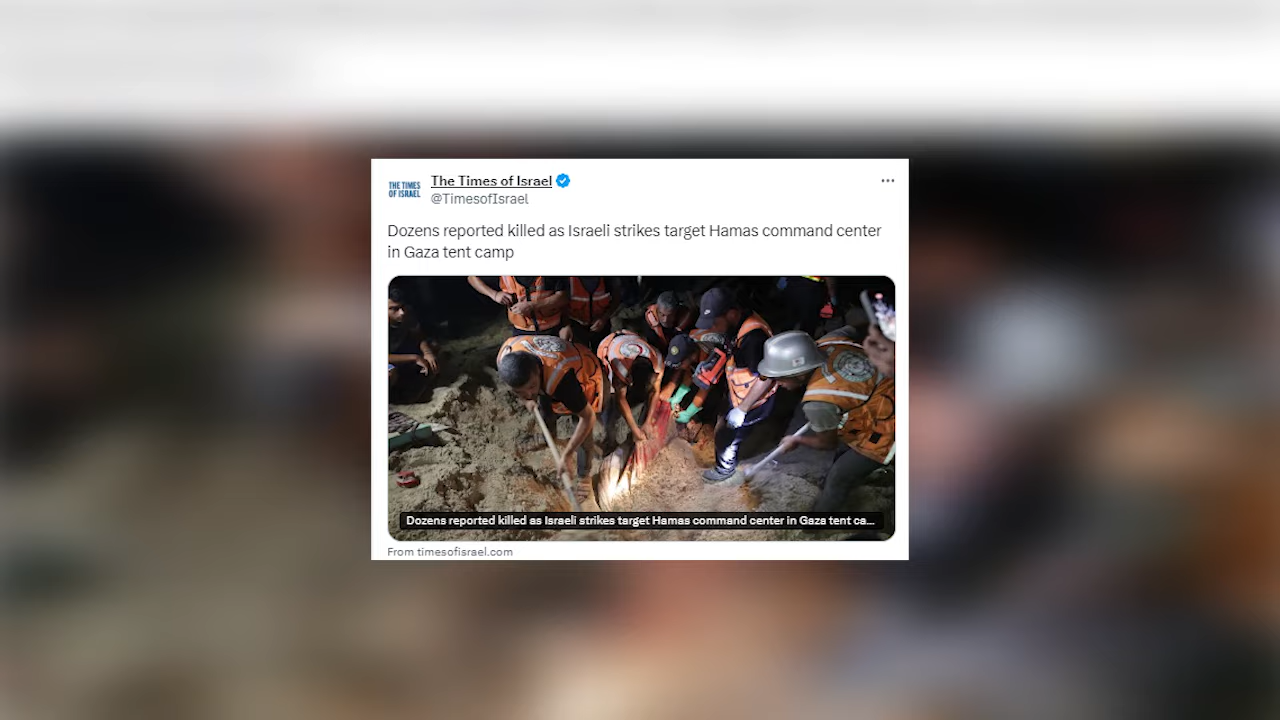 THE TIMES
OF ISRAEL
The Times of Israel
@TimesofIsrael
Dozens reported killed as Israeli strikes target Hamas command center
in Gaza tent camp
Dozens reported killed as Israeli strikes target Hamas command center in Gaza tent ca...
From timesofisrael.com